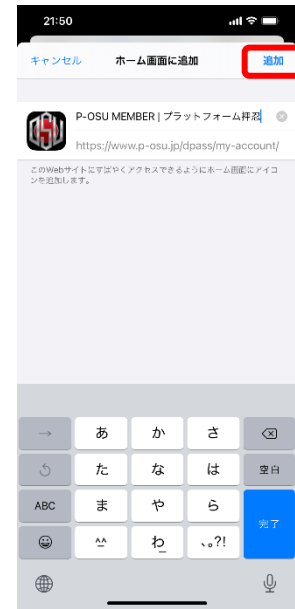 21:50
キャンセル ホーム画面に追加 追加
P-OSU MEMBER | プラットフォーム拝忍
https://www.p-osu.jp/dpass/my-account/
このWebサイトにすばやくアクセスできるようにホーム画面にアイコ
ンを追加します。
→ あ か さ
た な は 空白
ABC ま や ら
^^ わ_ 、。?! 完了